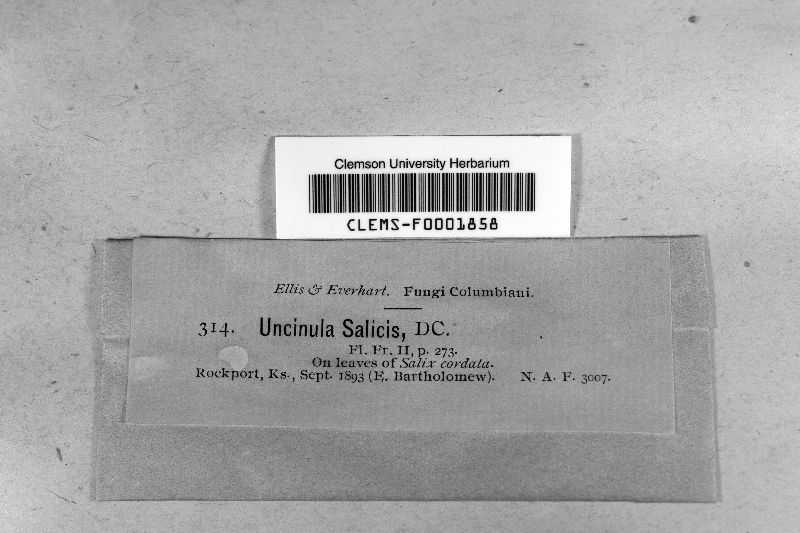 Clemson University Herbarium
CLEMS-F0001858
Ellis & Everhart. Fungi Columbiani.
314. Uncinula Salicis, DC.
Fl. Fr. II, p. 273.
On leaves of Salix cordata.
Rockport, Ks., Sept. 1893 (E. Bartholomew). N. A. F. 3007.